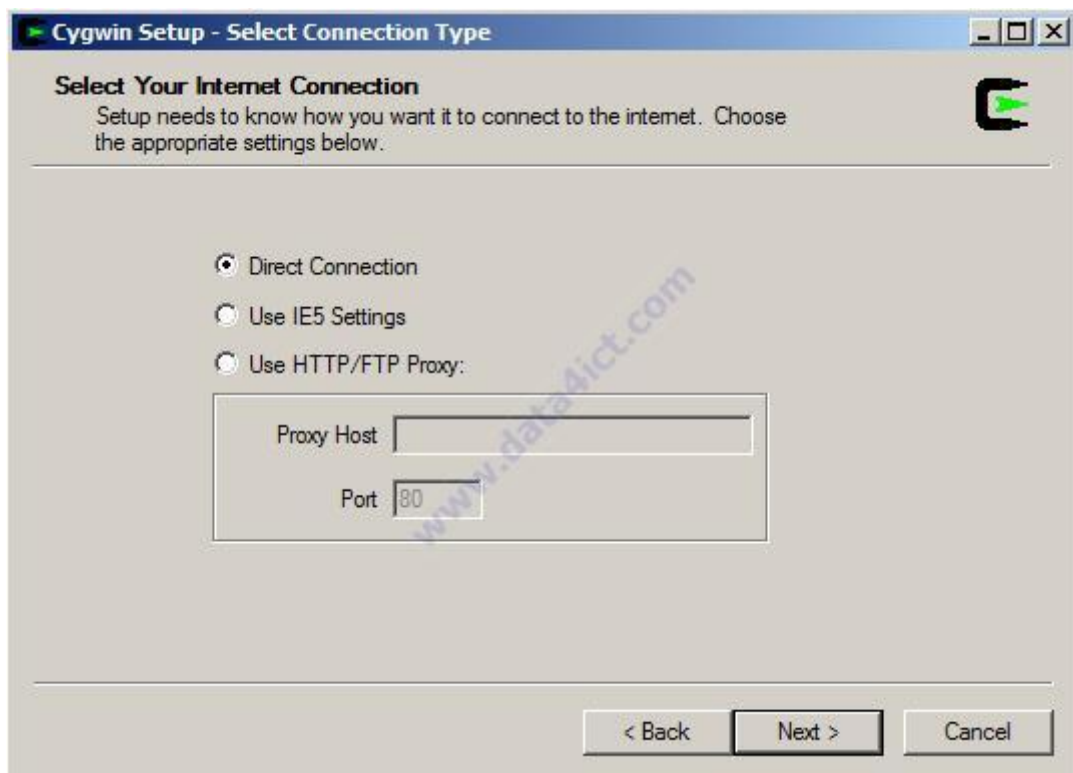 Cygwin Setup - Select Connection Type
Select Your Internet Connection
Setup needs to know how you want it to connect to the internet. Choose
the appropriate settings below.
Direct Connection
Use IE5 Settings
Use HTTP/FTP Proxy:
Proxy Host
Port 80
www.data4ict.com
< Back Next > Cancel